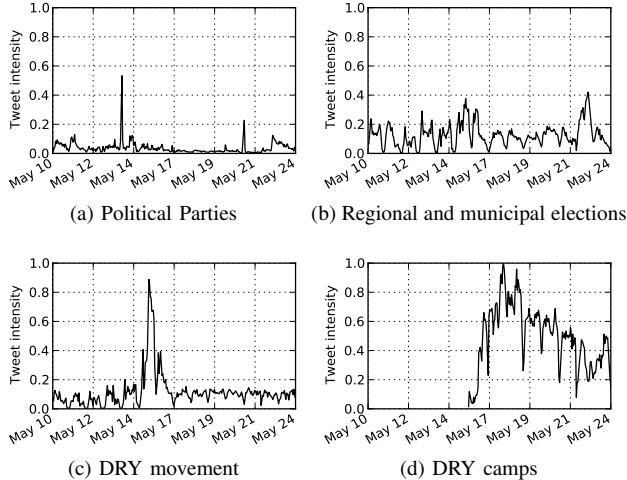 Tweet intensity
1.0
0.8
0.6
0.4
0.2
0.0
May 10
May 12
May 14
May 17
May 19
May 21
May 24
(a) Political Parties
Tweet intensity
1.0
0.8
0.6
0.4
0.2
0.0
May 10
May 12
May 14
May 17
May 19
May 21
May 24
(b) Regional and municipal elections
Tweet intensity
1.0
0.8
0.6
0.4
0.2
0.0
May 10
May 12
May 14
May 17
May 19
May 21
May 24
(c) DRY movement
Tweet intensity
1.0
0.8
0.6
0.4
0.2
0.0
May 10
May 12
May 14
May 17
May 19
May 21
May 24
(d) DRY camps